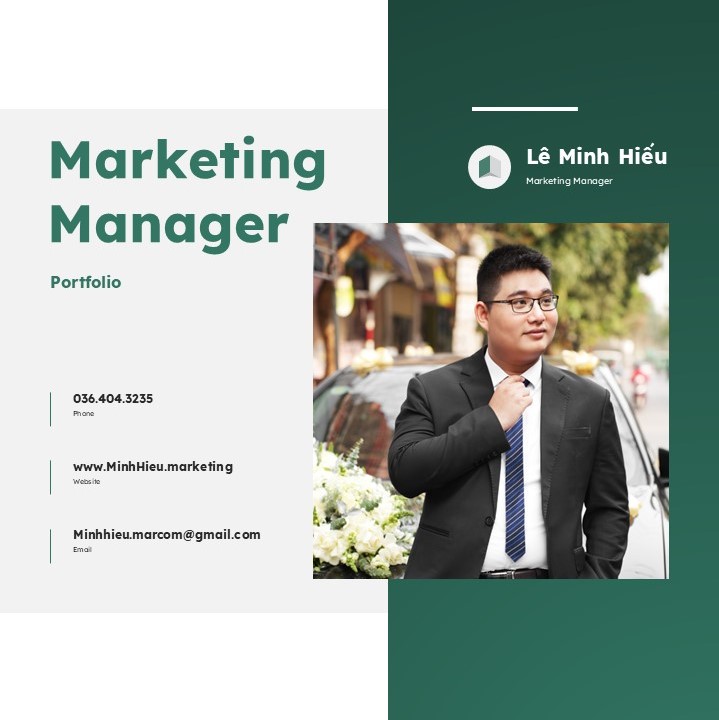 Marketing
Manager
Portfolio
Lê Minh Hiếu
Marketing Manager
036.404.3235
Phone
www.MinhHieu.marketing
Website
Minhhieu.marcom@gmail.com
Email